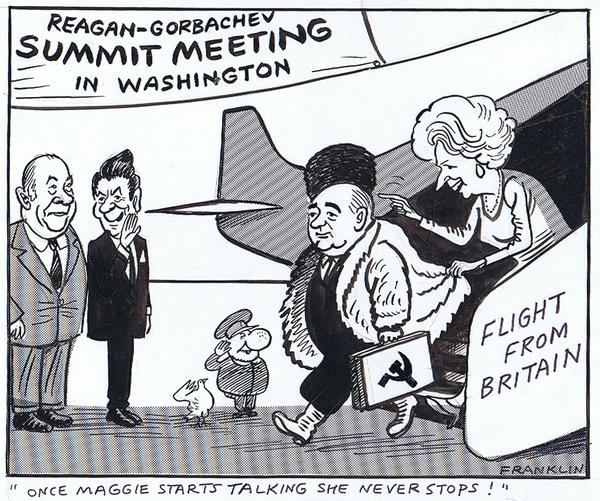 REAGAN-GORBACHEV
SUMMIT MEETING
IN WASHINGTON
FLIGHT
FROM
BRITAIN
FRANKLIN
"ONCE MAGGIE STARTS TALKING SHE NEVER STOPS!"